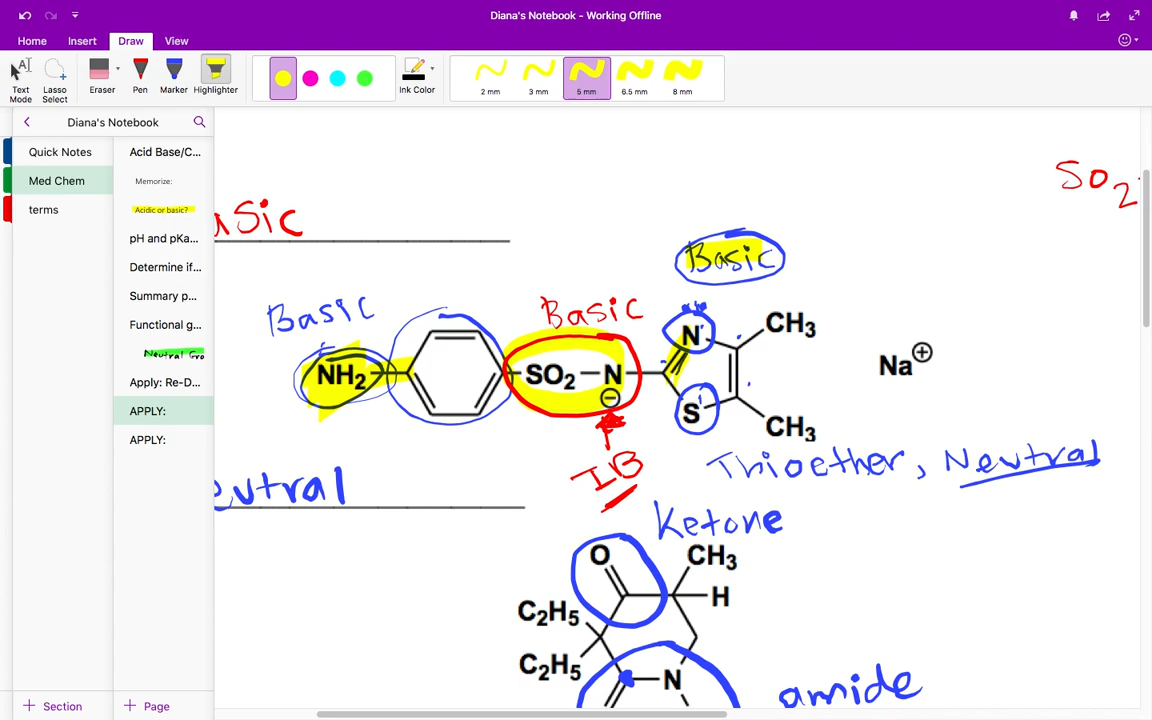 Diana's Notebook - Working Offline
Home Insert Draw View
Text Mode
Lasso Select
Eraser
Pen
Marker
Highlighter
Ink Color
2 mm 3 mm 5 mm 6.5 mm 8 mm
Diana's Notebook
Quick Notes
Med Chem
terms
Acid Base/C...
Memorize:
Acidic or basic?
pH and pKa...
Determine if...
Summary p...
Functional g...
Neutral Gro
Apply: Re-D...
APPLY:
APPLY:
+ Section
+ Page
SO2
aSic
Basic
Basic
Basic
NH2 SO2 N N S CH3 CH3 Na+
IB
Thioether, Neutral
eutral
Ketone
O CH3 H
C2H5
C2H5
N
amide